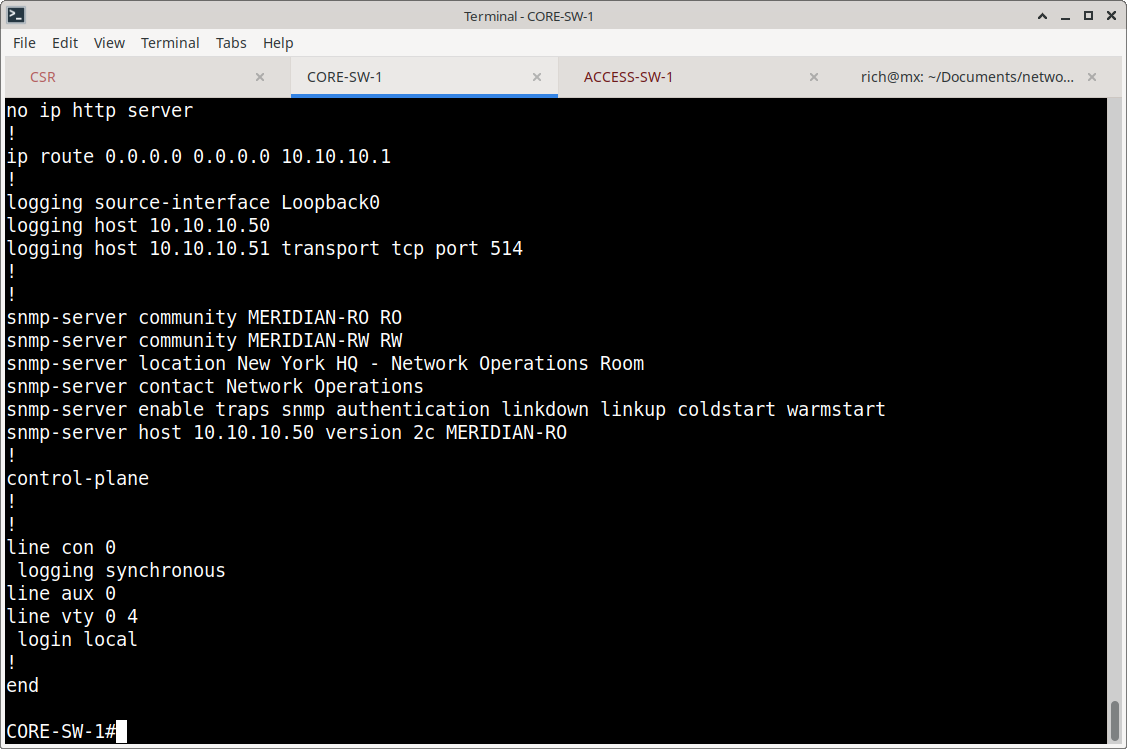 Terminal - CORE-SW-1
File Edit View Terminal Tabs Help
CSR CORE-SW-1 ACCESS-SW-1 rich@mx: ~/Documents/netwo...
no ip http server
!
ip route 0.0.0.0 0.0.0.0 10.10.10.1
!
logging source-interface Loopback0
logging host 10.10.10.50
logging host 10.10.10.51 transport tcp port 514
!
!
snmp-server community MERIDIAN-RO RO
snmp-server community MERIDIAN-RW RW
snmp-server location New York HQ - Network Operations Room
snmp-server contact Network Operations
snmp-server enable traps snmp authentication linkdown linkup coldstart warmstart
snmp-server host 10.10.10.50 version 2c MERIDIAN-RO
!
control-plane
!
!
line con 0
 logging synchronous
line aux 0
line vty 0 4
 login local
!
end

CORE-SW-1#